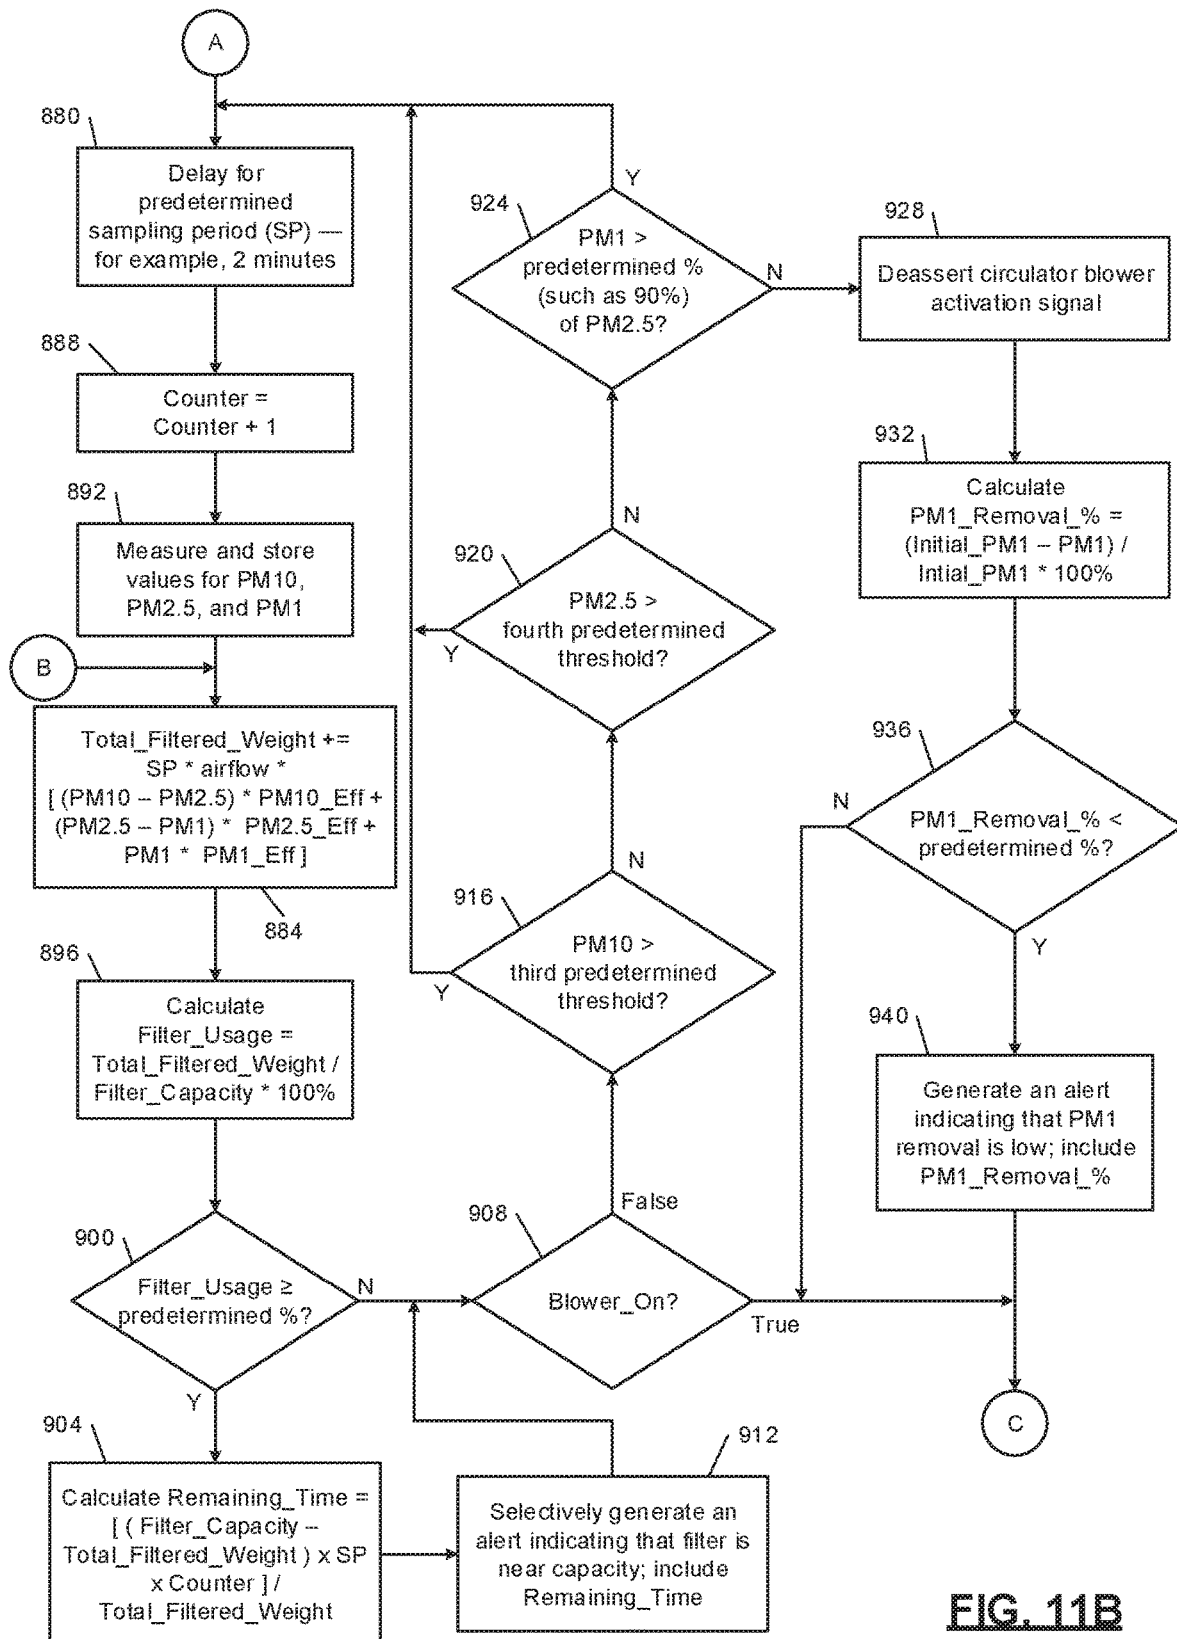 A
880
Delay for
predetermined
sampling period (SP) —
for example, 2 minutes
888
Counter =
Counter + 1
892
Measure and store
values for PM10,
PM2.5, and PM1
B
Total_Filtered_Weight +=
SP * airflow *
[ (PM10 – PM2.5) * PM10_Eff +
(PM2.5 – PM1) * PM2.5_Eff +
PM1 * PM1_Eff ]
884
896
Calculate
Filter_Usage =
Total_Filtered_Weight /
Filter_Capacity * 100%
900
Filter_Usage ≥
predetermined %?
N
Y
904
Calculate Remaining_Time =
[ ( Filter_Capacity –
Total_Filtered_Weight ) x SP
x Counter ] /
Total_Filtered_Weight
912
Selectively generate an
alert indicating that filter is
near capacity; include
Remaining_Time
908
Blower_On?
False
True
916
PM10 >
third predetermined
threshold?
Y
N
920
PM2.5 >
fourth predetermined
threshold?
Y
N
924
PM1 >
predetermined %
(such as 90%)
of PM2.5?
Y
N
928
Deassert circulator blower
activation signal
932
Calculate
PM1_Removal_% =
(Initial_PM1 – PM1) /
Intial_PM1 * 100%
936
PM1_Removal_% <
predetermined %?
N
Y
940
Generate an alert
indicating that PM1
removal is low; include
PM1_Removal_%
C
FIG. 11B